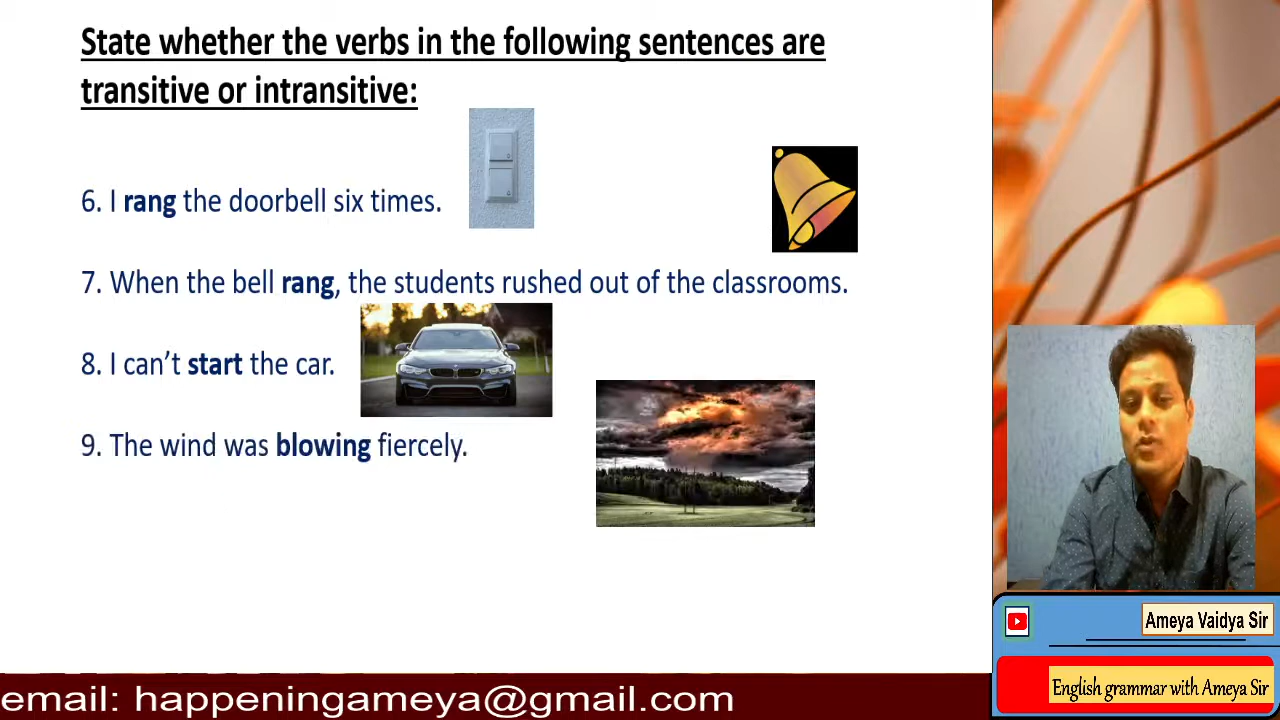 State whether the verbs in the following sentences are
transitive or intransitive:
6. I rang the doorbell six times.
7. When the bell rang, the students rushed out of the classrooms.
8. I can’t start the car.
9. The wind was blowing fiercely.
Ameya Vaidya Sir
English grammar with Ameya Sir
email: happeningameya@gmail.com